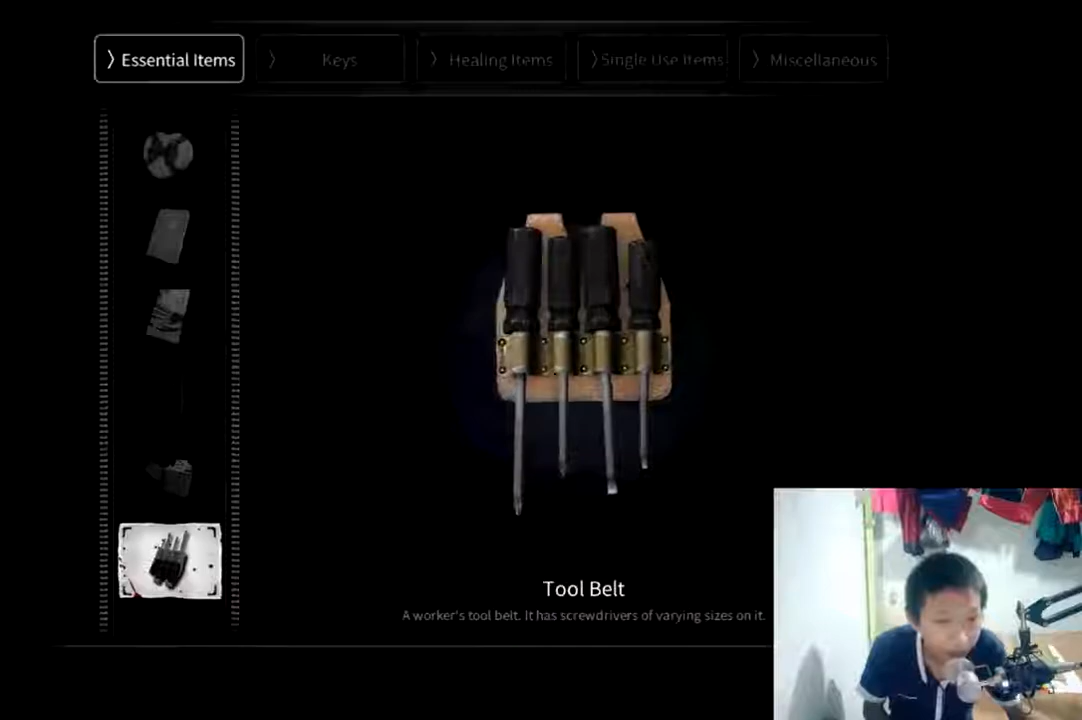 〉Essential Items
〉Keys
〉Healing Items
〉Single Use Items
〉Miscellaneous
Tool Belt
A worker's tool belt. It has screwdrivers of varying sizes on it.